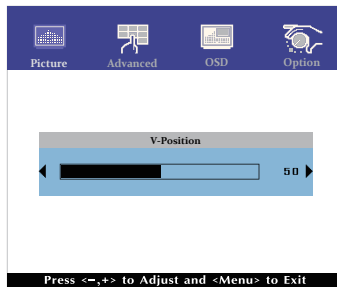 Picture Advanced OSD Option
V-Position
50
Press <−,+> to Adjust and <Menu> to Exit